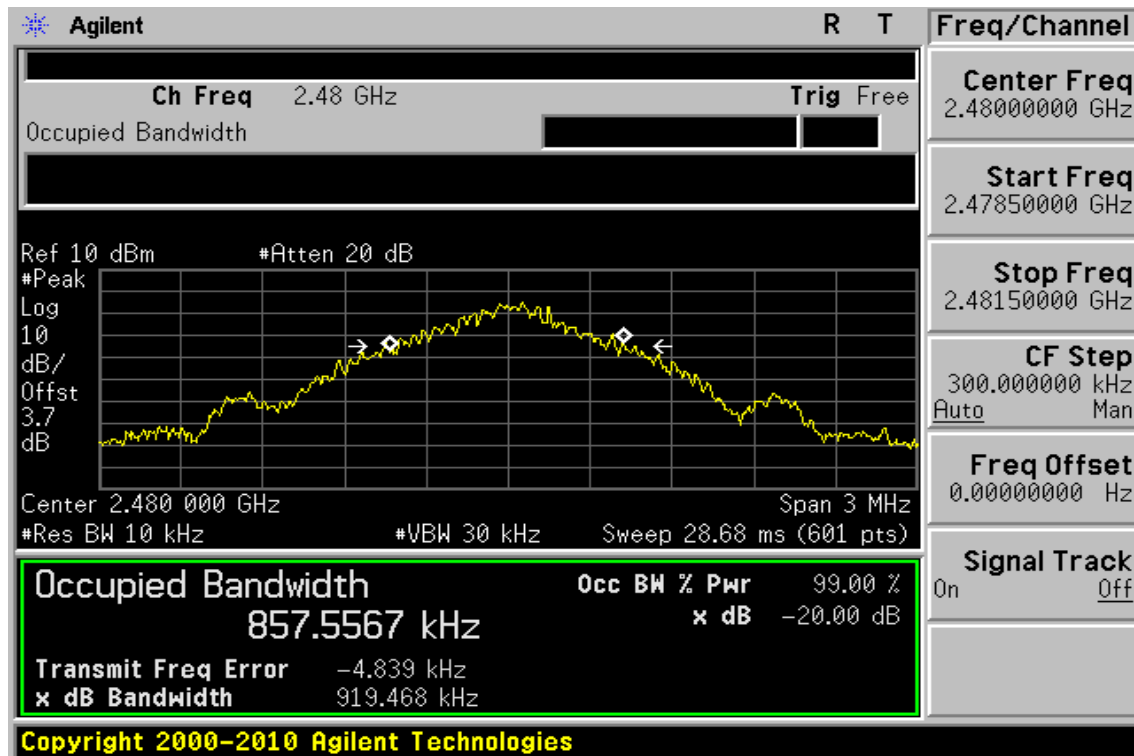 Agilent R T
Freq/Channel
Ch Freq 2.48 GHz Trig Free
Occupied Bandwidth
Center Freq
2.48000000 GHz
Start Freq
2.47850000 GHz
Stop Freq
2.48150000 GHz
CF Step
300.000000 kHz
Auto Man
Freq Offset
0.00000000 Hz
Signal Track
On Off
Ref 10 dBm #Atten 20 dB
#Peak
Log
10
dB/
Offst
3.7
dB
Center 2.480 000 GHz Span 3 MHz
#Res BW 10 kHz #VBW 30 kHz Sweep 28.68 ms (601 pts)
Occupied Bandwidth
857.5567 kHz
Occ BW % Pwr 99.00 %
x dB -20.00 dB
Transmit Freq Error -4.839 kHz
x dB Bandwidth 919.468 kHz
Copyright 2000-2010 Agilent Technologies